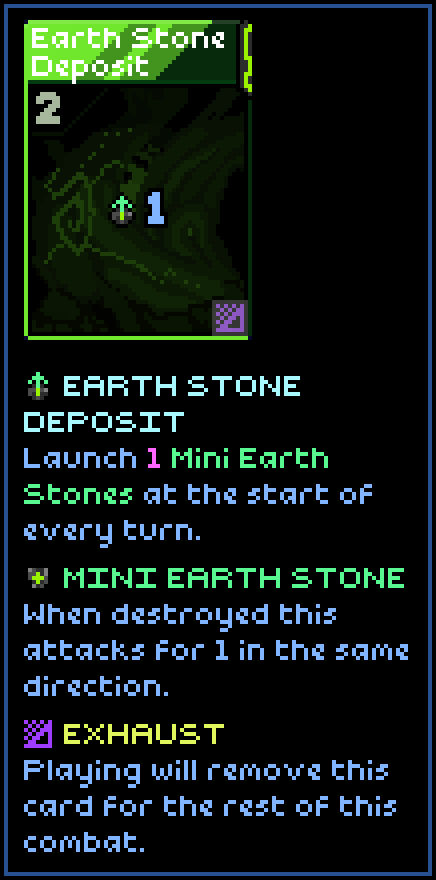 Earth Stone
Deposit
2
1
EARTH STONE
DEPOSIT
Launch 1 Mini Earth
Stones at the start of
every turn.
MINI EARTH STONE
When destroyed this
attacks for 1 in the same
direction.
EXHAUST
Playing will remove this
card for the rest of this
combat.